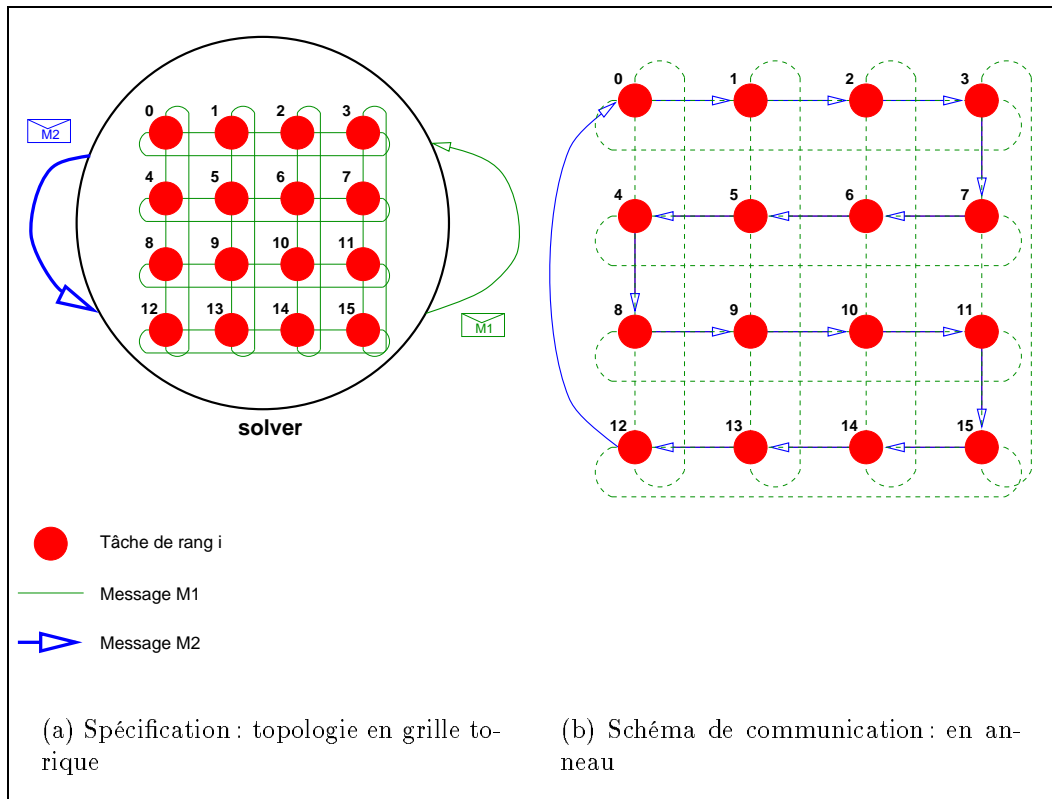 0 1 2 3
M2
4 5 6 7
8 9 10 11
12 13 14 15
M1
solver
0 1 2 3
4 5 6 7
8 9 10 11
12 13 14 15
Tâche de rang i
Message M1
Message M2
(a) Spécification : topologie en grille to-
rique
(b) Schéma de communication : en an-
neau